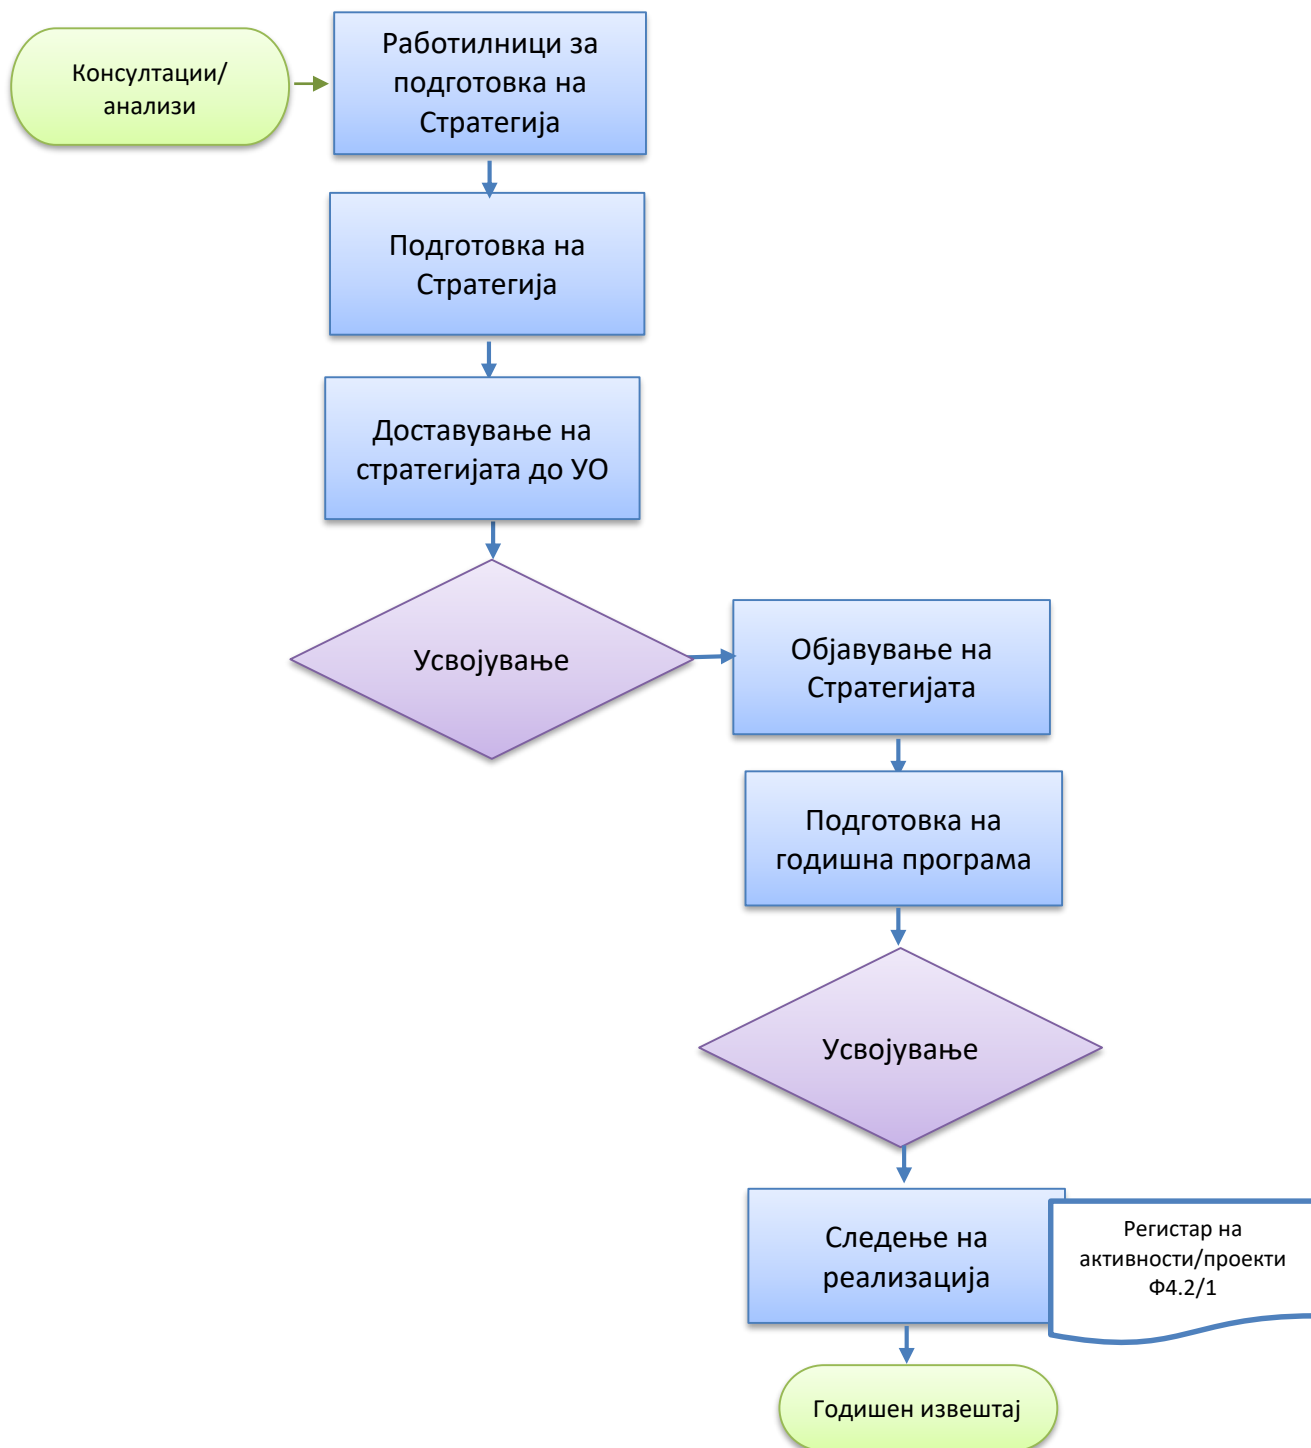 Консултации/
анализи
Работилници за
подготовка на
Стратегија
Подготовка на
Стратегија
Доставување на
стратегијата до УО
Усвојување
Објавување на
Стратегијата
Подготовка на
годишна програма
Усвојување
Следење на
реализација
Регистар на
активности/проекти
Ф4.2/1
Годишен извештај